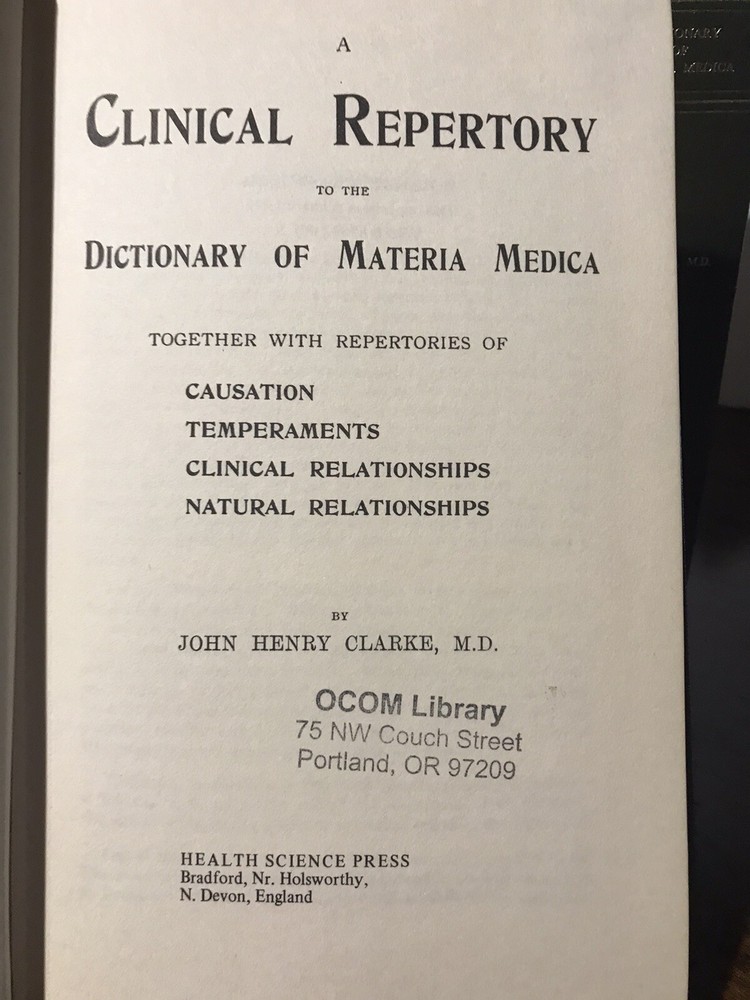 A
CLINICAL REPERTORY
TO THE
DICTIONARY OF MATERIA MEDICA
TOGETHER WITH REPERTORIES OF
CAUSATION
TEMPERAMENTS
CLINICAL RELATIONSHIPS
NATURAL RELATIONSHIPS
BY
JOHN HENRY CLARKE, M.D.
OCOM Library
75 NW Couch Street
Portland, OR 97209
HEALTH SCIENCE PRESS
Bradford, Nr. Holsworthy,
N. Devon, England
OF
MEDICA
M.D.